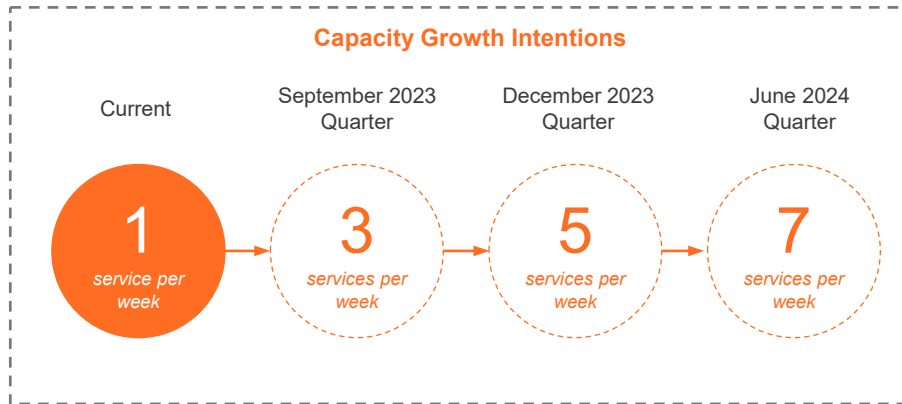 Capacity Growth Intentions
Current
September 2023
Quarter
December 2023
Quarter
June 2024
Quarter
1
service per
week
3
services per
week
5
services per
week
7
services per
week